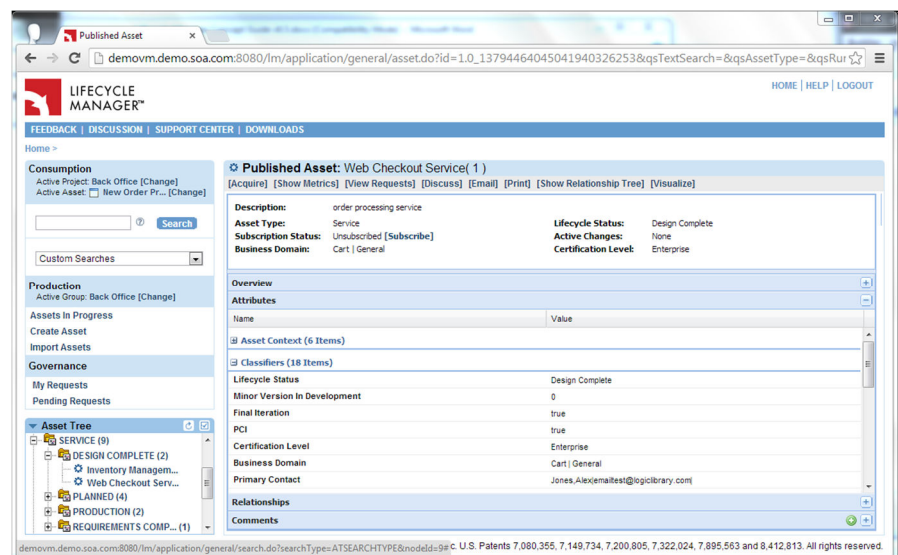 Published Asset
demovm.demo.soa.com:8080/lm/application/general/asset.do?id=1.0_13794464045041940326253&qsTextSearch=&qsAssetType=&qsRur
LIFECYCLE
MANAGER™
HOME | HELP | LOGOUT
FEEDBACK | DISCUSSION | SUPPORT CENTER | DOWNLOADS
Home >
Consumption
Active Project: Back Office [Change]
Active Asset: New Order Pr... [Change]
Search
Custom Searches
Production
Active Group: Back Office [Change]
Assets In Progress
Create Asset
Import Assets
Governance
My Requests
Pending Requests
Asset Tree
SERVICE (9)
DESIGN COMPLETE (2)
Inventory Managem...
Web Checkout Serv...
PLANNED (4)
PRODUCTION (2)
REQUIREMENTS COMP... (1)
Published Asset: Web Checkout Service( 1 )
[Acquire] [Show Metrics] [View Requests] [Discuss] [Email] [Print] [Show Relationship Tree] [Visualize]
Description: order processing service
Asset Type: Service Lifecycle Status: Design Complete
Subscription Status: Unsubscribed [Subscribe] Active Changes: None
Business Domain: Cart | General Certification Level: Enterprise
Overview
Attributes
Name Value
Asset Context (6 Items)
Classifiers (18 Items)
Lifecycle Status Design Complete
Minor Version In Development 0
Final Iteration true
PCI true
Certification Level Enterprise
Business Domain Cart | General
Primary Contact Jones,Alex|emailtest@logiclibrary.com|
Relationships
Comments
demovm.demo.soa.com:8080/lm/application/general/search.do?searchType=ATSEARCHTYPE&nodeId=9# c. U.S. Patents 7,080,355, 7,149,734, 7,200,805, 7,322,024, 7,895,563 and 8,412,813. All rights reserved.